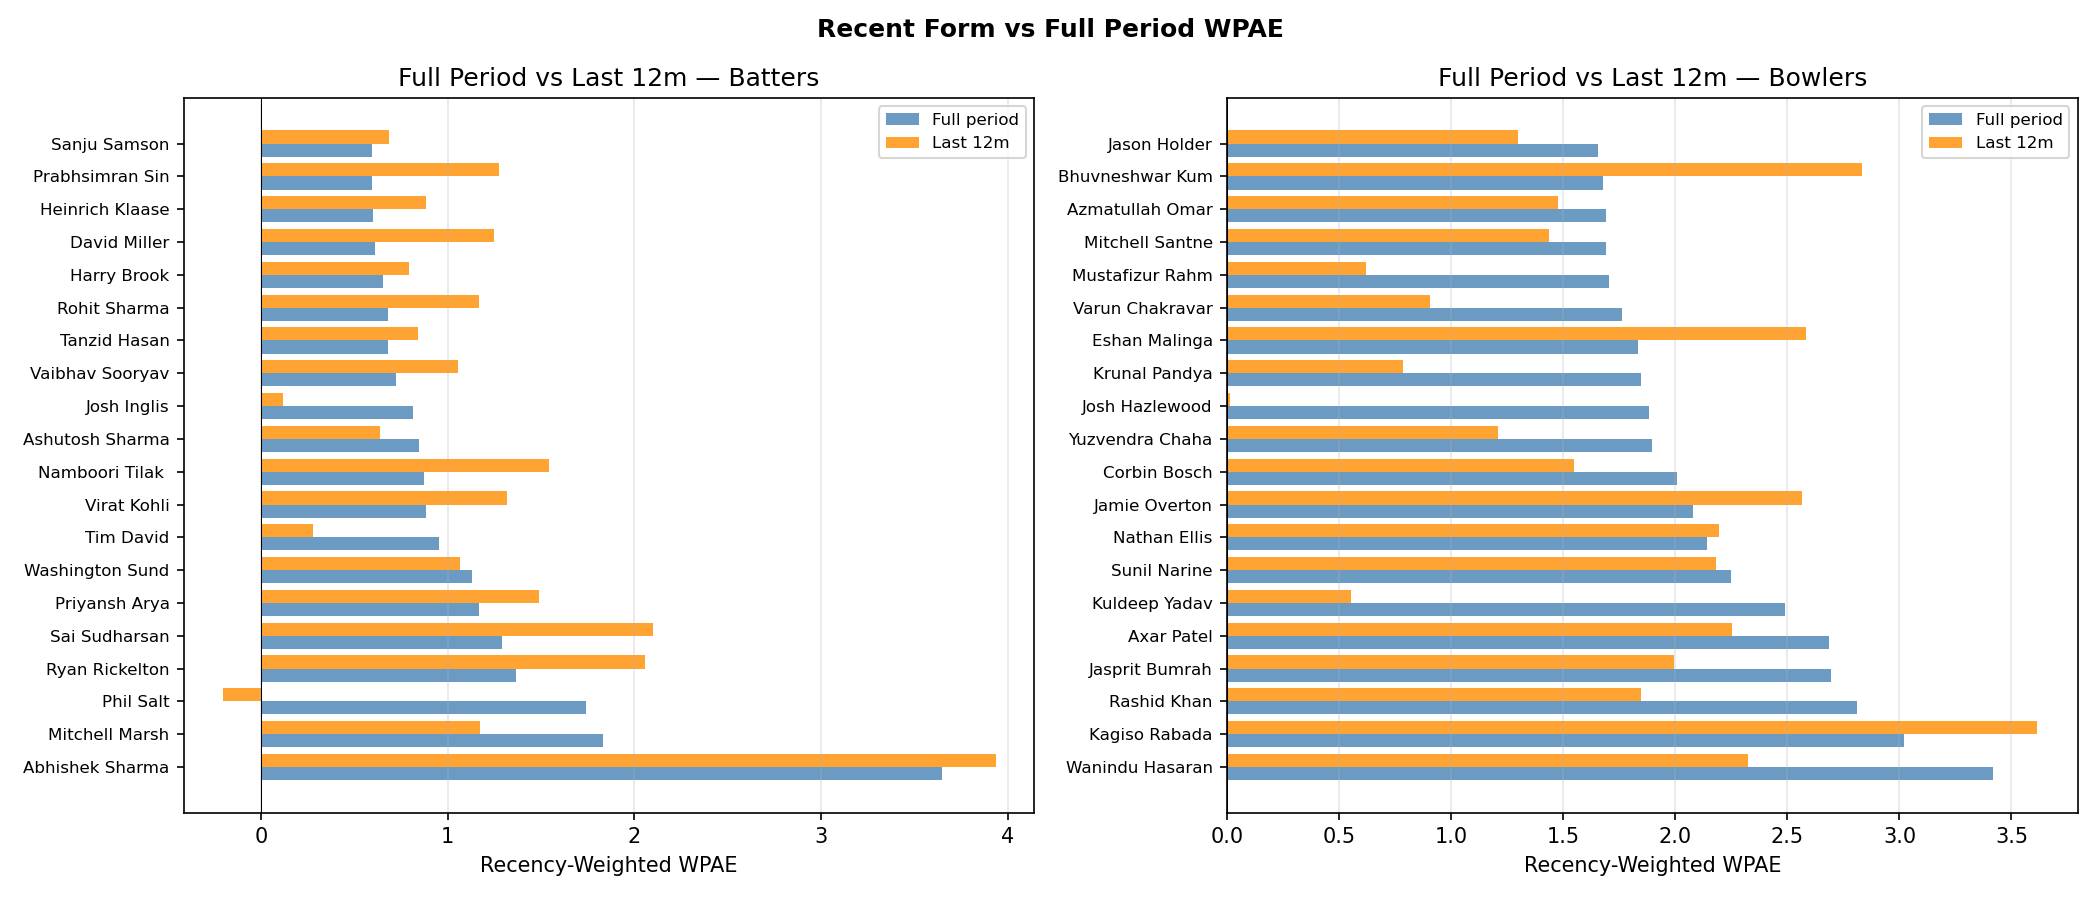 Recent Form vs Full Period WPAE
Full Period vs Last 12m — Batters
Full period
Last 12m
Sanju Samson
Prabhsimran Sin
Heinrich Klaase
David Miller
Harry Brook
Rohit Sharma
Tanzid Hasan
Vaibhav Sooryav
Josh Inglis
Ashutosh Sharma
Namboori Tilak
Virat Kohli
Tim David
Washington Sund
Priyansh Arya
Sai Sudharsan
Ryan Rickelton
Phil Salt
Mitchell Marsh
Abhishek Sharma
0 1 2 3 4
Recency-Weighted WPAE
Full Period vs Last 12m — Bowlers
Full period
Last 12m
Jason Holder
Bhuvneshwar Kum
Azmatullah Omar
Mitchell Santne
Mustafizur Rahm
Varun Chakravar
Eshan Malinga
Krunal Pandya
Josh Hazlewood
Yuzvendra Chaha
Corbin Bosch
Jamie Overton
Nathan Ellis
Sunil Narine
Kuldeep Yadav
Axar Patel
Jasprit Bumrah
Rashid Khan
Kagiso Rabada
Wanindu Hasaran
0.0 0.5 1.0 1.5 2.0 2.5 3.0 3.5
Recency-Weighted WPAE